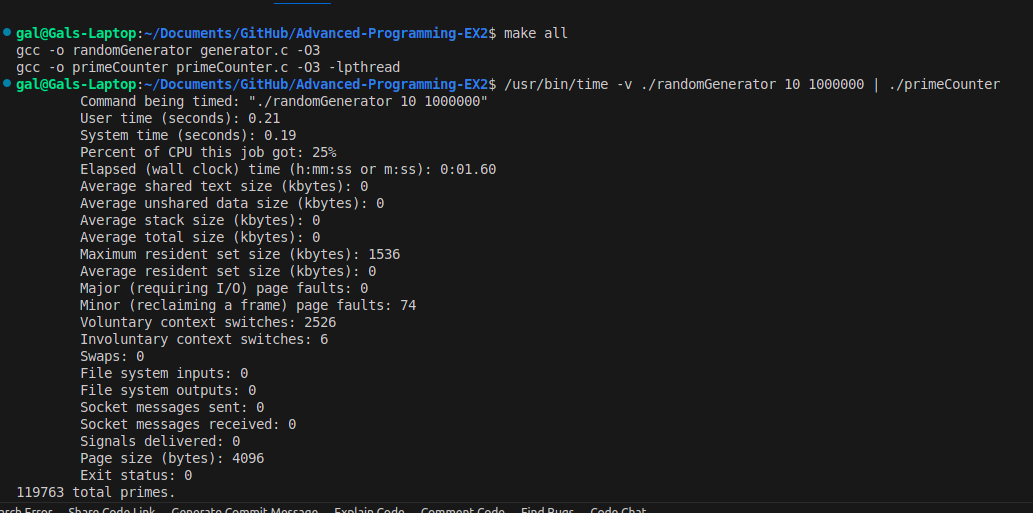 gal@Gals-Laptop:~/Documents/GitHub/Advanced-Programming-EX2$ make all
gcc -o randomGenerator generator.c -O3
gcc -o primeCounter primeCounter.c -O3 -lpthread
gal@Gals-Laptop:~/Documents/GitHub/Advanced-Programming-EX2$ /usr/bin/time -v ./randomGenerator 10 1000000 | ./primeCounter
Command being timed: "./randomGenerator 10 1000000"
User time (seconds): 0.21
System time (seconds): 0.19
Percent of CPU this job got: 25%
Elapsed (wall clock) time (h:mm:ss or m:ss): 0:01.60
Average shared text size (kbytes): 0
Average unshared data size (kbytes): 0
Average stack size (kbytes): 0
Average total size (kbytes): 0
Maximum resident set size (kbytes): 1536
Average resident set size (kbytes): 0
Major (requiring I/O) page faults: 0
Minor (reclaiming a frame) page faults: 74
Voluntary context switches: 2526
Involuntary context switches: 6
Swaps: 0
File system inputs: 0
File system outputs: 0
Socket messages sent: 0
Socket messages received: 0
Signals delivered: 0
Page size (bytes): 4096
Exit status: 0
119763 total primes.
Error Share Code Link Generate Commit Message Explain Code Comment Code Find Bugs Code Chat